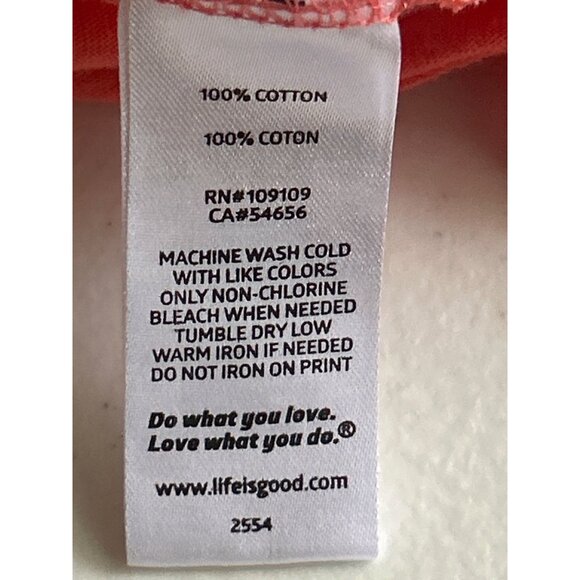 100% COTTON
100% COTON
RN#109109
CA#54656
MACHINE WASH COLD
WITH LIKE COLORS
ONLY NON-CHLORINE
BLEACH WHEN NEEDED
TUMBLE DRY LOW
WARM IRON IF NEEDED
DO NOT IRON ON PRINT
Do what you love.
Love what you do.®
www.lifeisgood.com
2554